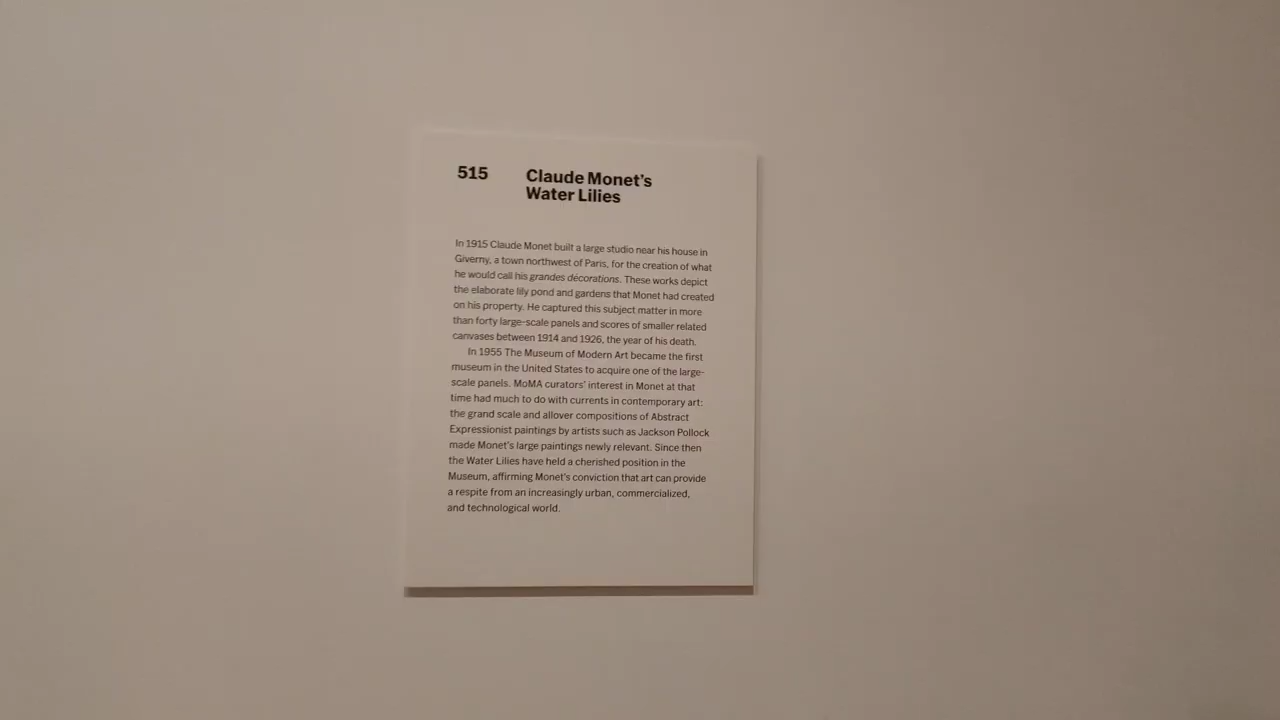 515 Claude Monet's
Water Lilies
In 1915 Claude Monet built a large studio near his house in
Giverny, a town northwest of Paris, for the creation of what
he would call his grandes décorations. These works depict
the elaborate lily pond and gardens that Monet had created
on his property. He captured this subject matter in more
than forty large-scale panels and scores of smaller related
canvases between 1914 and 1926, the year of his death.
In 1955 The Museum of Modern Art became the first
museum in the United States to acquire one of the large-
scale panels. MoMA curators' interest in Monet at that
time had much to do with currents in contemporary art:
the grand scale and allover compositions of Abstract
Expressionist paintings by artists such as Jackson Pollock
made Monet's large paintings newly relevant. Since then
the Water Lilies have held a cherished position in the
Museum, affirming Monet's conviction that art can provide
a respite from an increasingly urban, commercialized,
and technological world.